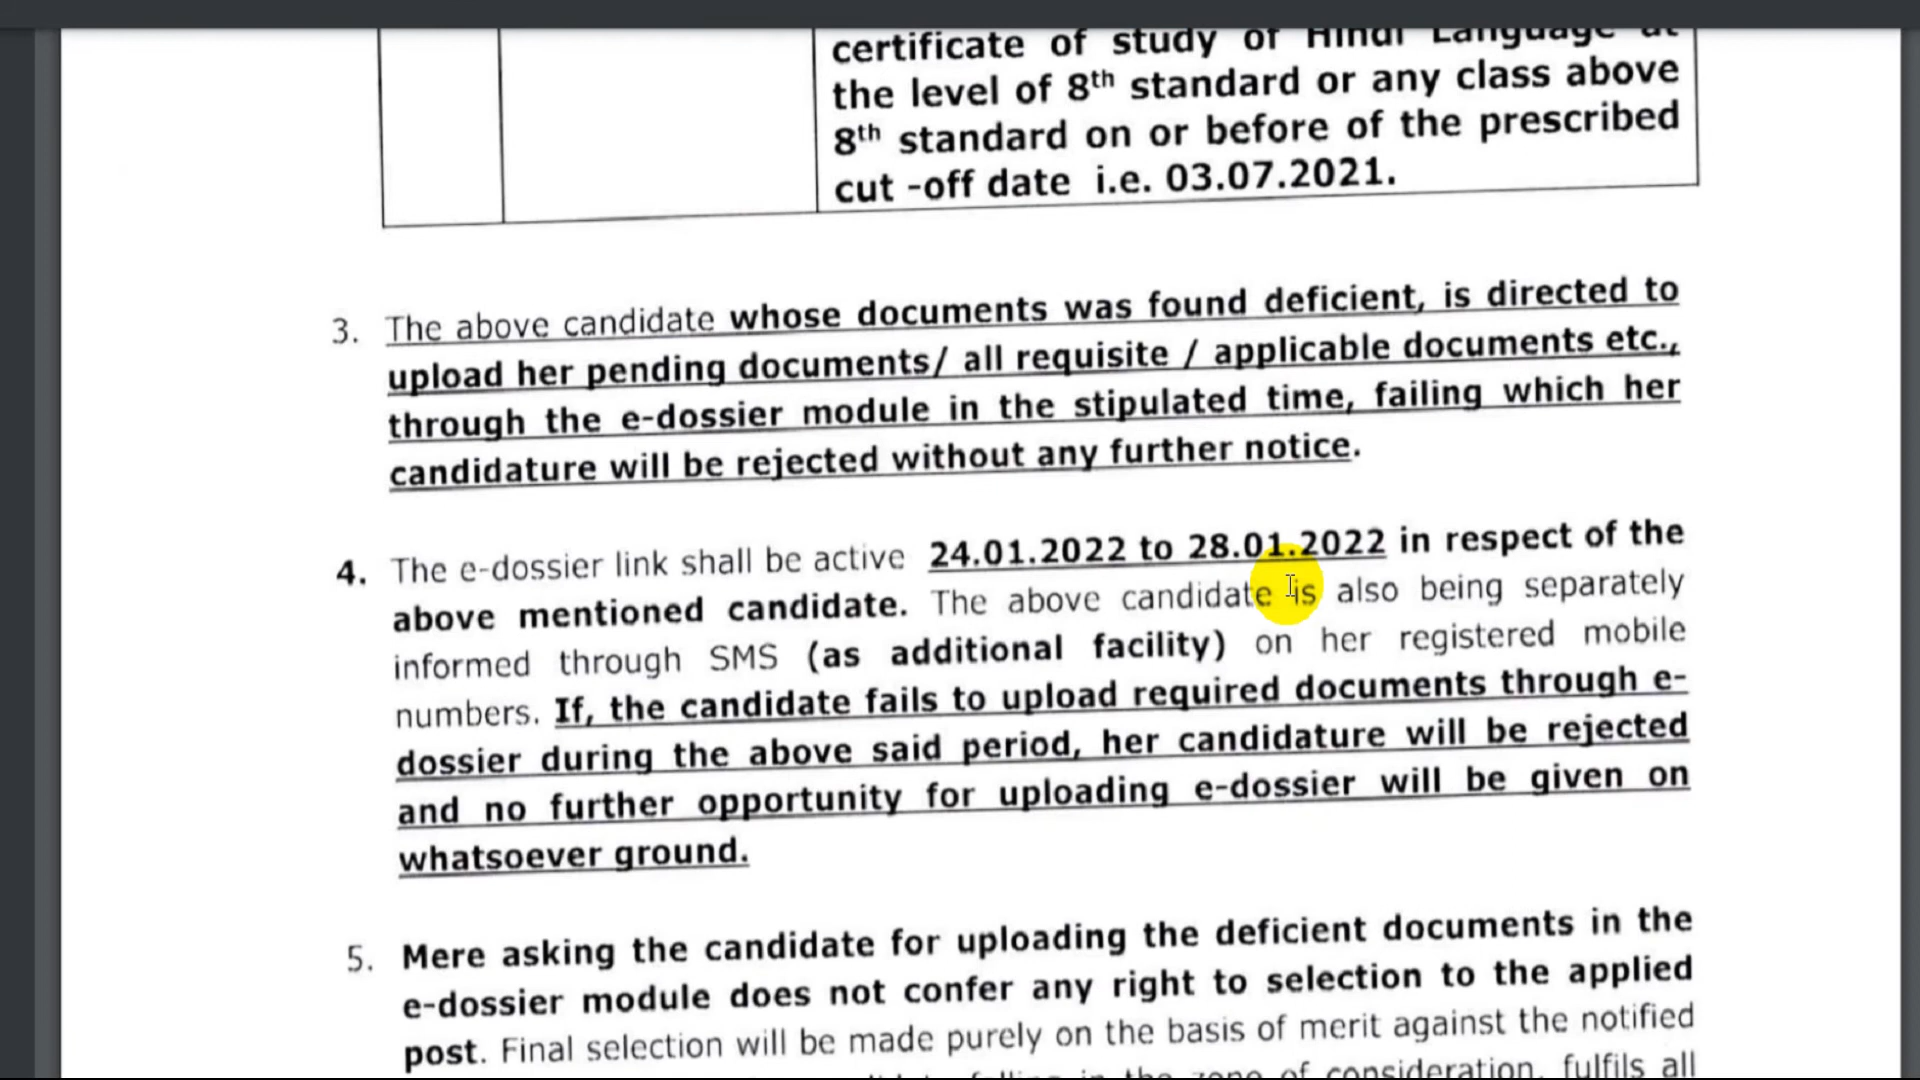 certificate of study of Hindi Language at
the level of 8th standard or any class above
8th standard on or before of the prescribed
cut -off date i.e. 03.07.2021.
3. The above candidate whose documents was found deficient, is directed to
upload her pending documents/ all requisite / applicable documents etc.,
through the e-dossier module in the stipulated time, failing which her
candidature will be rejected without any further notice.
4. The e-dossier link shall be active 24.01.2022 to 28.01.2022 in respect of the
above mentioned candidate. The above candidate is also being separately
informed through SMS (as additional facility) on her registered mobile
numbers. If, the candidate fails to upload required documents through e-
dossier during the above said period, her candidature will be rejected
and no further opportunity for uploading e-dossier will be given on
whatsoever ground.
5. Mere asking the candidate for uploading the deficient documents in the
e-dossier module does not confer any right to selection to the applied
post. Final selection will be made purely on the basis of merit against the notified
in the zone of consideration, fulfils all